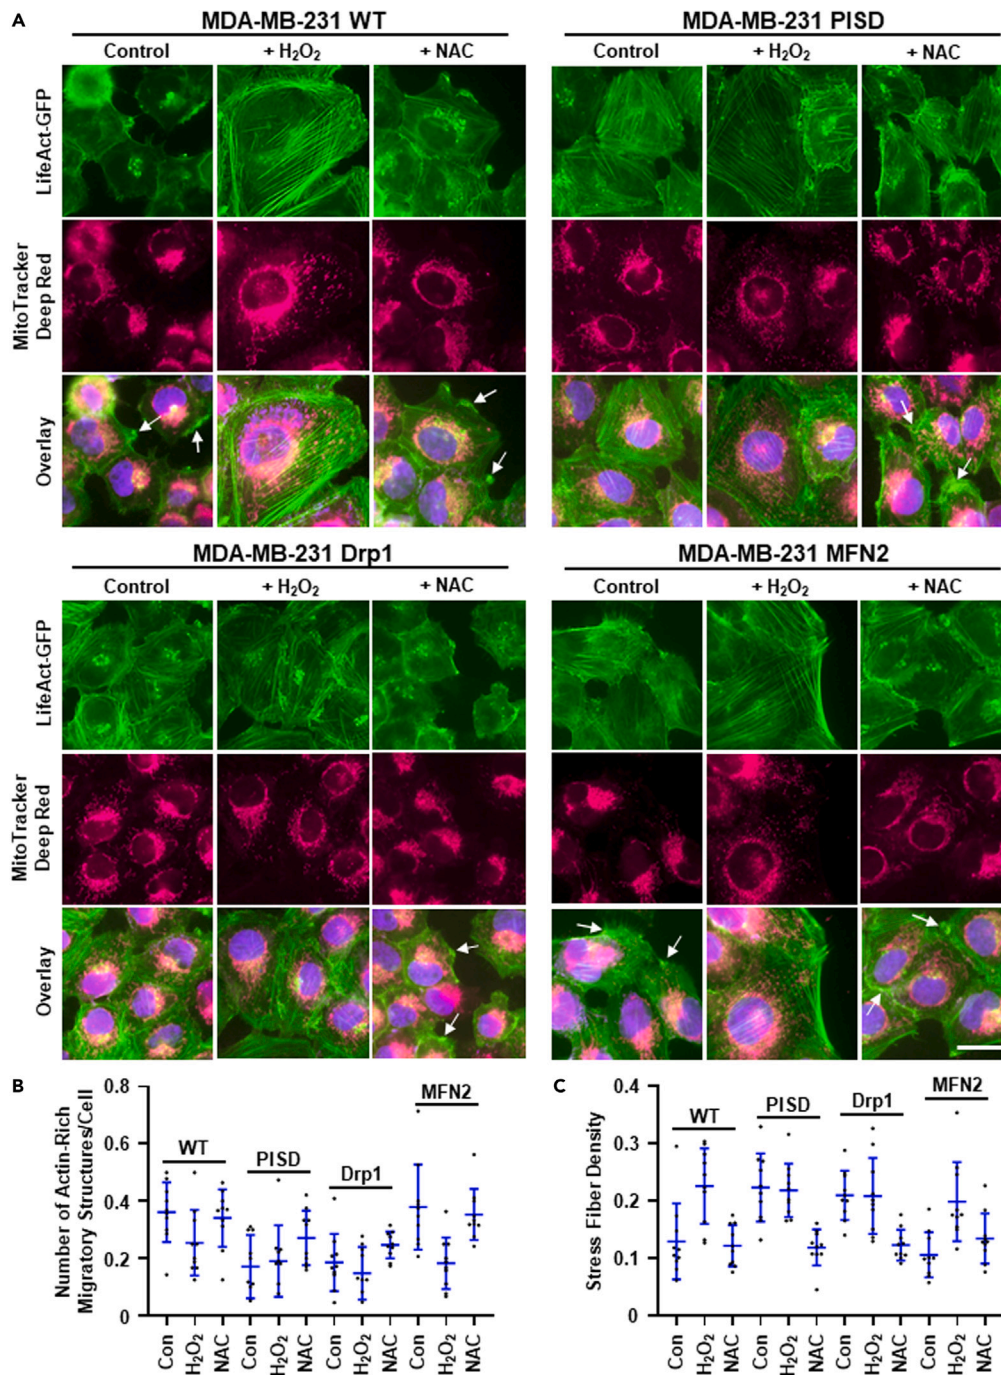 A
MDA-MB-231 WT
MDA-MB-231 PISD
Control
+ H₂O₂
+ NAC
Control
+ H₂O₂
+ NAC
LifeAct-GFP
MitoTracker
Deep Red
Overlay
MDA-MB-231 Drp1
MDA-MB-231 MFN2
Control
+ H₂O₂
+ NAC
Control
+ H₂O₂
+ NAC
LifeAct-GFP
MitoTracker
Deep Red
Overlay
B
Number of Actin-Rich
Migratory Structures/Cell
0.8
0.6
0.4
0.2
0
WT
PISD
Drp1
MFN2
Con
H₂O₂
NAC
Con
H₂O₂
NAC
Con
H₂O₂
NAC
Con
H₂O₂
NAC
C
Stress Fiber Density
0.4
0.3
0.2
0.1
0
WT
PISD
Drp1
MFN2
Con
H₂O₂
NAC
Con
H₂O₂
NAC
Con
H₂O₂
NAC
Con
H₂O₂
NAC